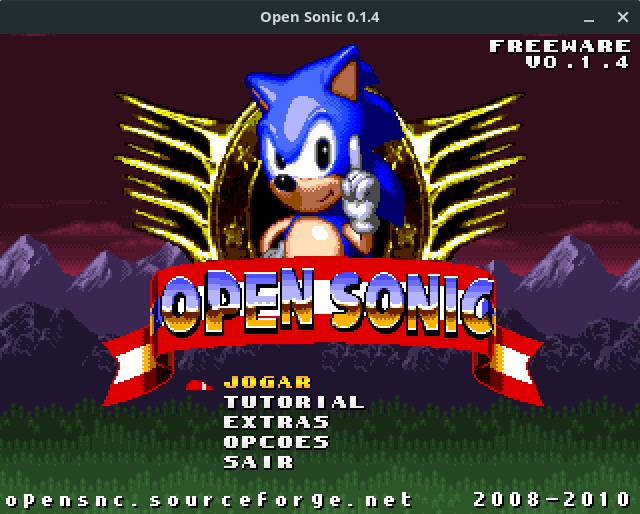 Open Sonic 0.1.4
FREEWARE
V0.1.4
OPEN SONIC
JOGAR
TUTORIAL
EXTRAS
OPCOES
SAIR
opensnc.sourceforge.net 2008-2010